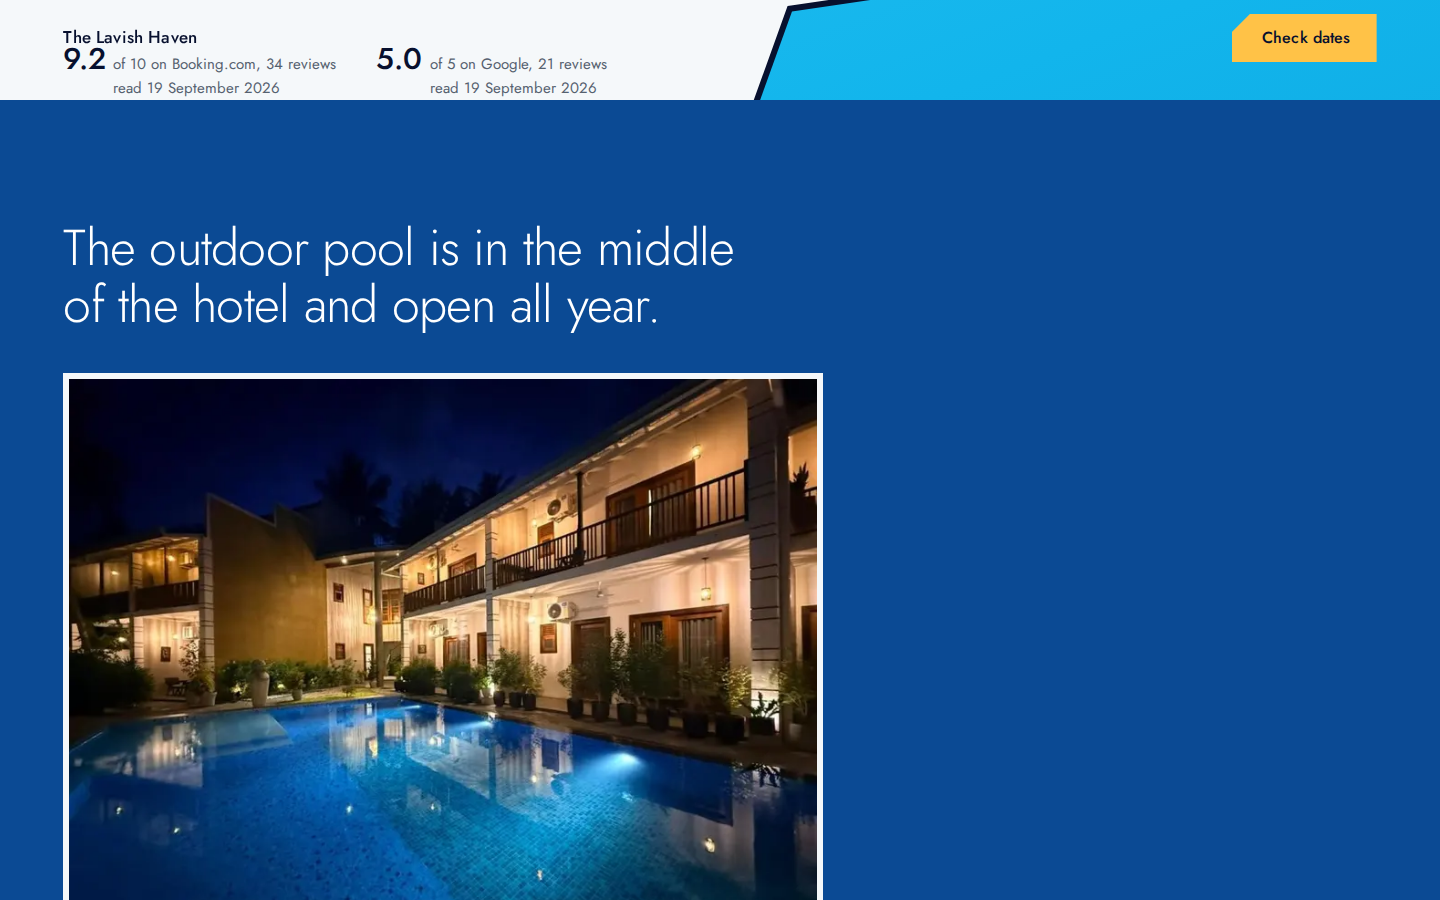 The Lavish Haven
9.2 of 10 on Booking.com, 34 reviews
read 19 September 2026
5.0 of 5 on Google, 21 reviews
read 19 September 2026
Check dates
The outdoor pool is in the middle
of the hotel and open all year.